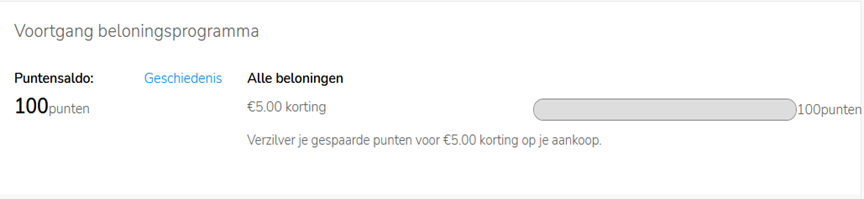 Voortgang beloningsprogramma
Puntensaldo: Geschiedenis Alle beloningen
100punten €5.00 korting 100punten
Verzilver je gespaarde punten voor €5.00 korting op je aankoop.